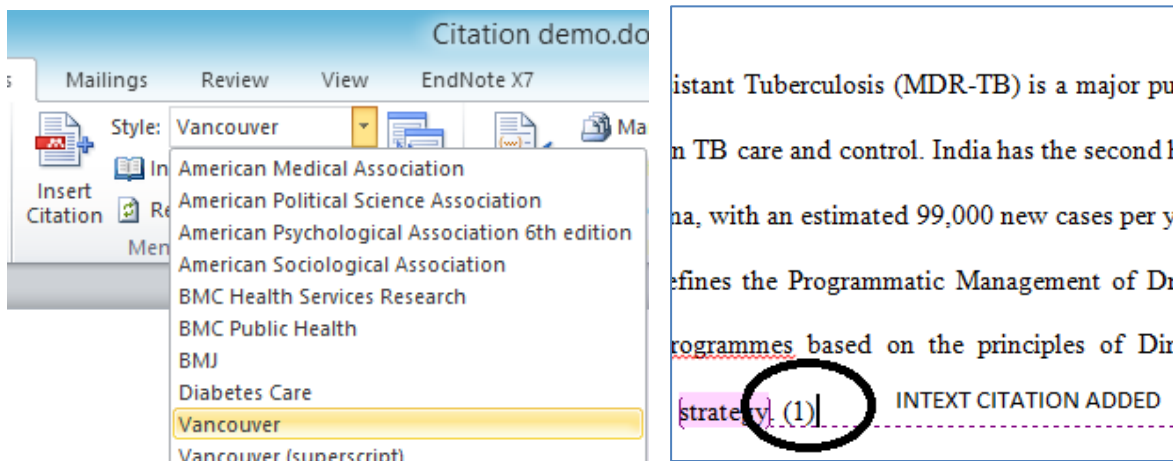 Citation demo.do
Mailings Review View EndNote X7
Style: Vancouver
Ma
In
Insert
Citation
Re
Men
American Medical Association
American Political Science Association
American Psychological Association 6th edition
American Sociological Association
BMC Health Services Research
BMC Public Health
BMJ
Diabetes Care
Vancouver
Vancouver (superscript)
istant Tuberculosis (MDR-TB) is a major pu
n TB care and control. India has the second h
na, with an estimated 99,000 new cases per y
efines the Programmatic Management of Dr
rogrammes based on the principles of Dir
strategy. (1) INTEXT CITATION ADDED